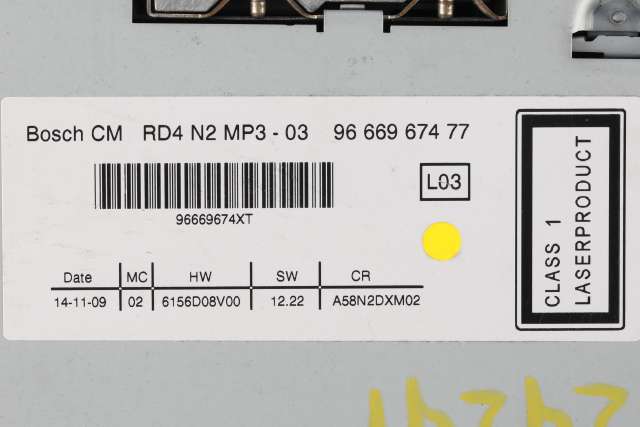 Bosch CM RD4 N2 MP3 - 03 96 669 674 77
L03
96669674XT
Date MC HW SW CR
14-11-09 02 6156D08V00 12.22 A58N2DXM02
CLASS 1
LASERPRODUCT